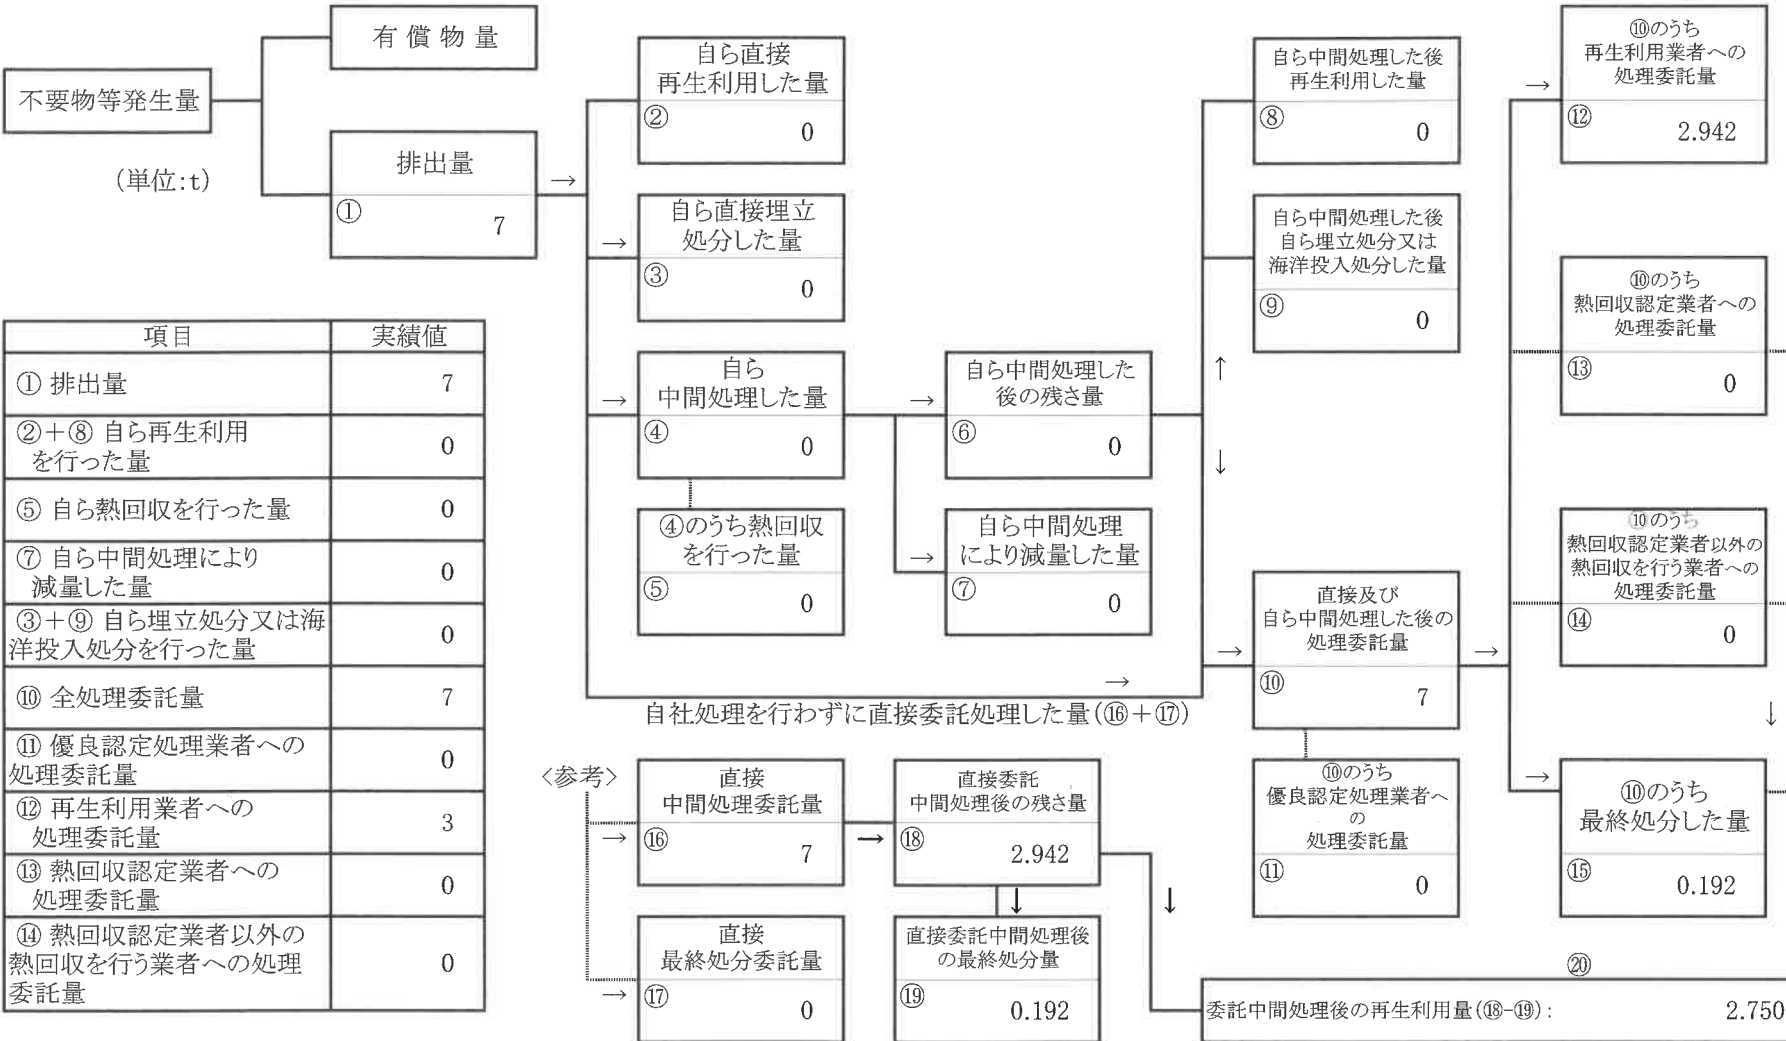 不要物等発生量
有償物量
(単位:t)
排出量
① 7
自ら直接
再生利用した量
② 0
自ら直接埋立
処分した量
③ 0
自ら
中間処理した量
④ 0
④のうち熱回収
を行った量
⑤ 0
自ら中間処理した
後の残さ量
⑥ 0
自ら中間処理
により減量した量
⑦ 0
自ら中間処理した後
再生利用した量
⑧ 0
自ら中間処理した後
自ら埋立処分又は
海洋投入処分した量
⑨ 0
直接及び
自ら中間処理した後の
処理委託量
⑩ 7
⑩のうち
優良認定処理業者へ
の
処理委託量
⑪ 0
⑩のうち
再生利用業者への
処理委託量
⑫ 2.942
⑩のうち
熱回収認定業者への
処理委託量
⑬ 0
⑩のうち
熱回収認定業者以外の
熱回収を行う業者への
処理委託量
⑭ 0
⑩のうち
最終処分した量
⑮ 0.192
自社処理を行わずに直接委託処理した量(⑯+⑰)
<参考>
直接
中間処理委託量
⑯ 7
直接
最終処分委託量
⑰ 0
直接委託
中間処理後の残さ量
⑱ 2.942
直接委託中間処理後
の最終処分量
⑲ 0.192
⑳
委託中間処理後の再生利用量(⑱-⑲): 2.750
項目 実績値
① 排出量 7
②+⑧ 自ら再生利用
を行った量 0
⑤ 自ら熱回収を行った量 0
⑦ 自ら中間処理により
減量した量 0
③+⑨ 自ら埋立処分又は海
洋投入処分を行った量 0
⑩ 全処理委託量 7
⑪ 優良認定処理業者への
処理委託量 0
⑫ 再生利用業者への
処理委託量 3
⑬ 熱回収認定業者への
処理委託量 0
⑭ 熱回収認定業者以外の
熱回収を行う業者への処理
委託量 0